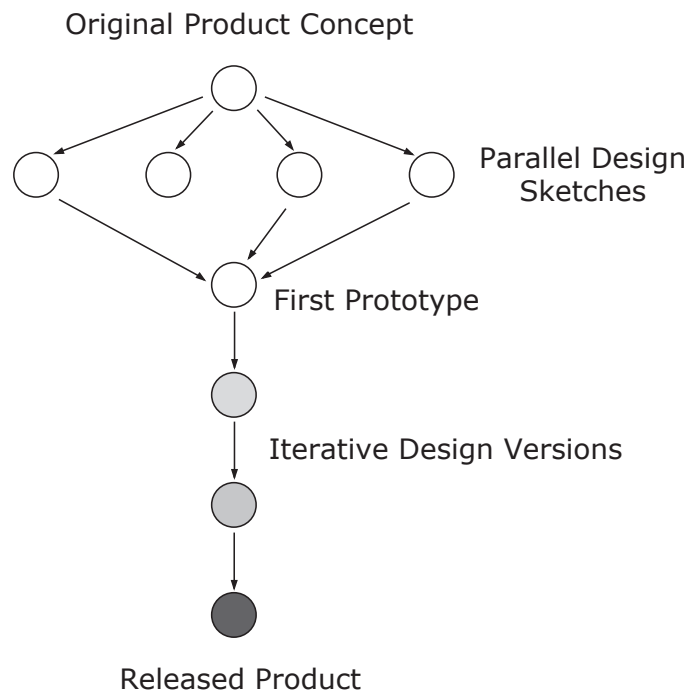 Original Product Concept
Parallel Design
Sketches
First Prototype
Iterative Design Versions
Released Product